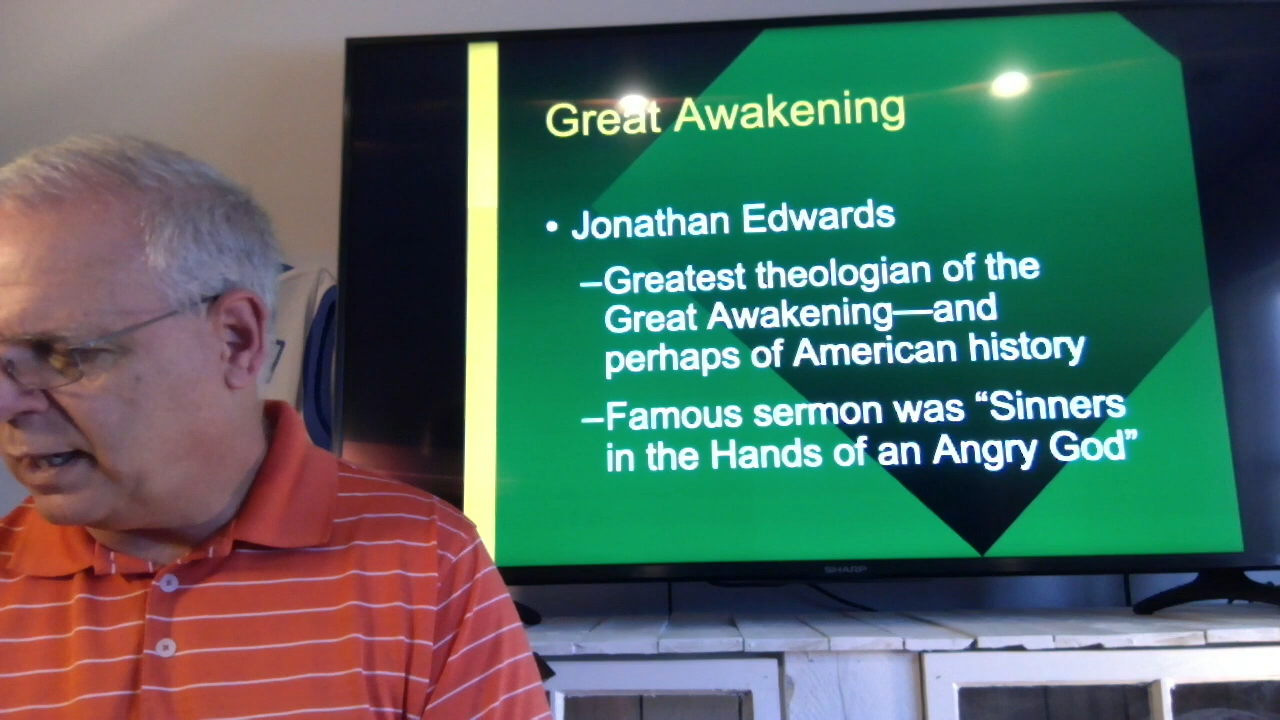 Great Awakening
• Jonathan Edwards
–Greatest theologian of the
Great Awakening—and
perhaps of American history
–Famous sermon was “Sinners
in the Hands of an Angry God”
SHARP